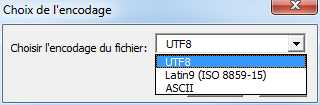 Choix de l'encodage
Choisir l'encodage du fichier: UTF8
UTF8
Latin9 (ISO 8859-15)
ASCII